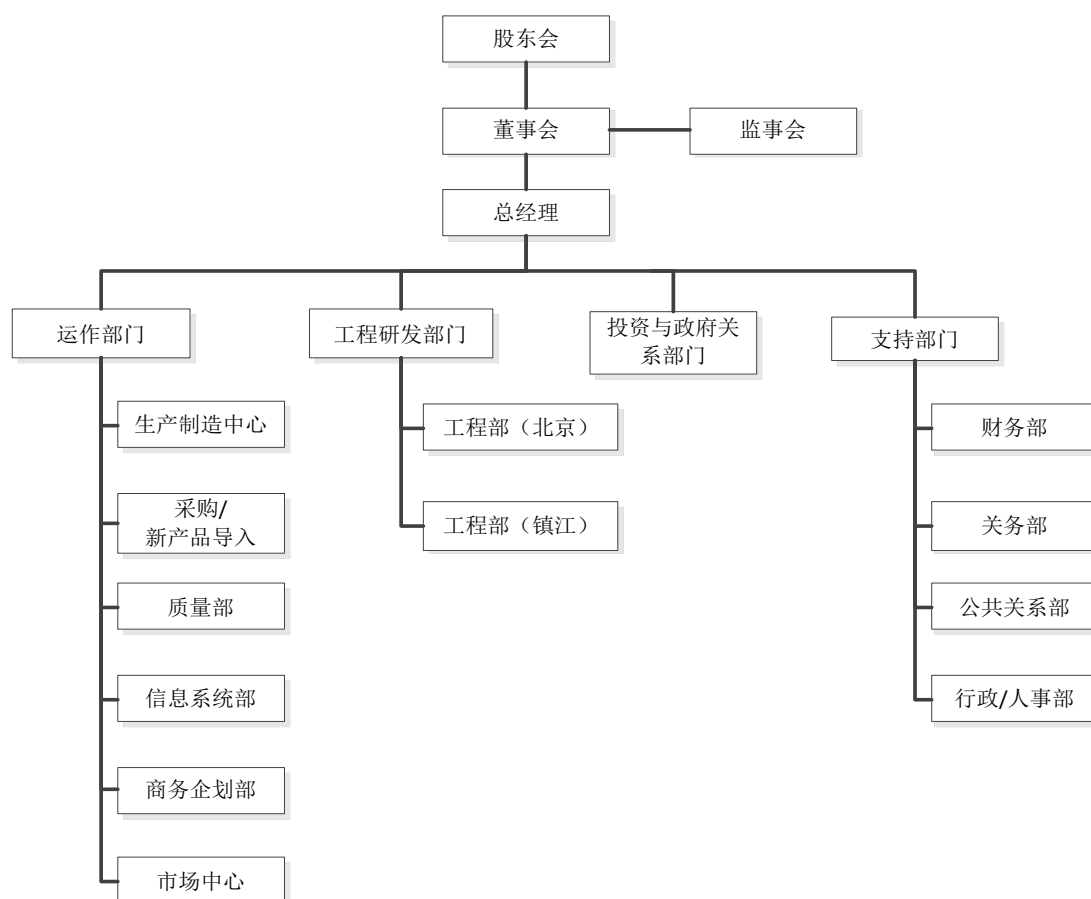 股东会
董事会
监事会
总经理
运作部门
工程研发部门
投资与政府关
系部门
支持部门
生产制造中心
工程部（北京）
财务部
采购/
新产品导入
工程部（镇江）
关务部
质量部
公共关系部
信息系统部
行政/人事部
商务企划部
市场中心